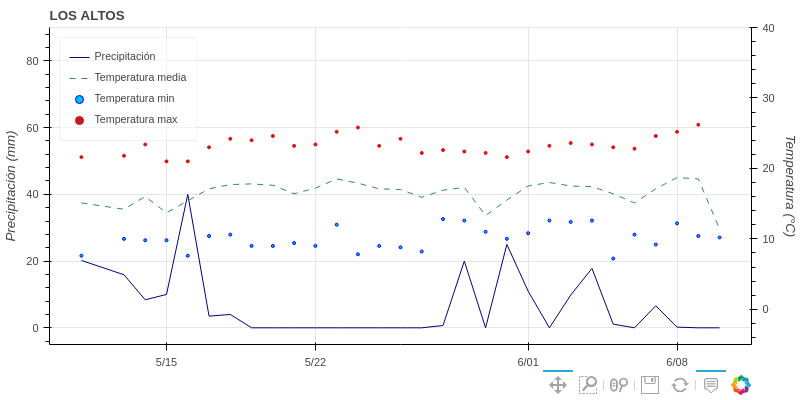 LOS ALTOS
Precipitación
Temperatura media
Temperatura min
Temperatura max
Precipitación (mm)
80
60
40
20
0
Temperatura (°C)
40
30
20
10
0
5/15
5/22
6/01
6/08